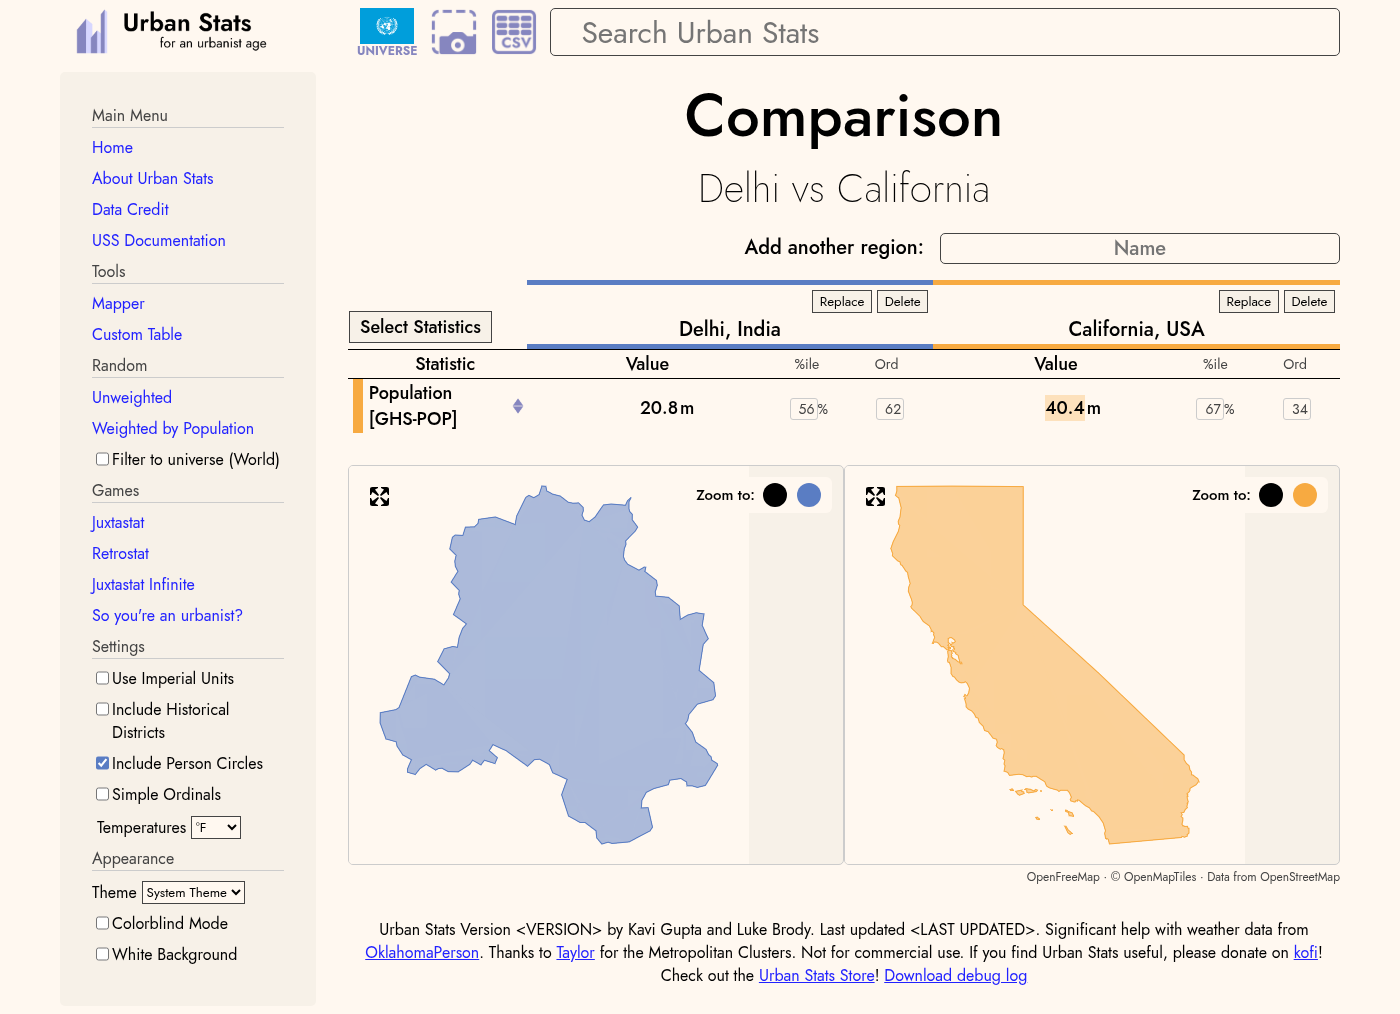 Urban Stats
for an urbanist age
UNIVERSE
CSV
Search Urban Stats
Main Menu
Home
About Urban Stats
Data Credit
USS Documentation
Tools
Mapper
Custom Table
Random
Unweighted
Weighted by Population
Filter to universe (World)
Games
Juxtastat
Retrostat
Juxtastat Infinite
So you're an urbanist?
Settings
Use Imperial Units
Include Historical
Districts
Include Person Circles
Simple Ordinals
Temperatures °F
Appearance
Theme System Theme
Colorblind Mode
White Background
Comparison
Delhi vs California
Add another region: Name
Replace Delete Replace Delete
Select Statistics Delhi, India California, USA
Statistic Value %ile Ord Value %ile Ord
Population
[GHS-POP]
20.8 m 56 % 62 40.4 m 67 % 34
Zoom to: Zoom to:
OpenFreeMap · © OpenMapTiles · Data from OpenStreetMap
Urban Stats Version <VERSION> by Kavi Gupta and Luke Brody. Last updated <LAST UPDATED>. Significant help with weather data from
OklahomaPerson. Thanks to Taylor for the Metropolitan Clusters. Not for commercial use. If you find Urban Stats useful, please donate on kofi!
Check out the Urban Stats Store! Download debug log